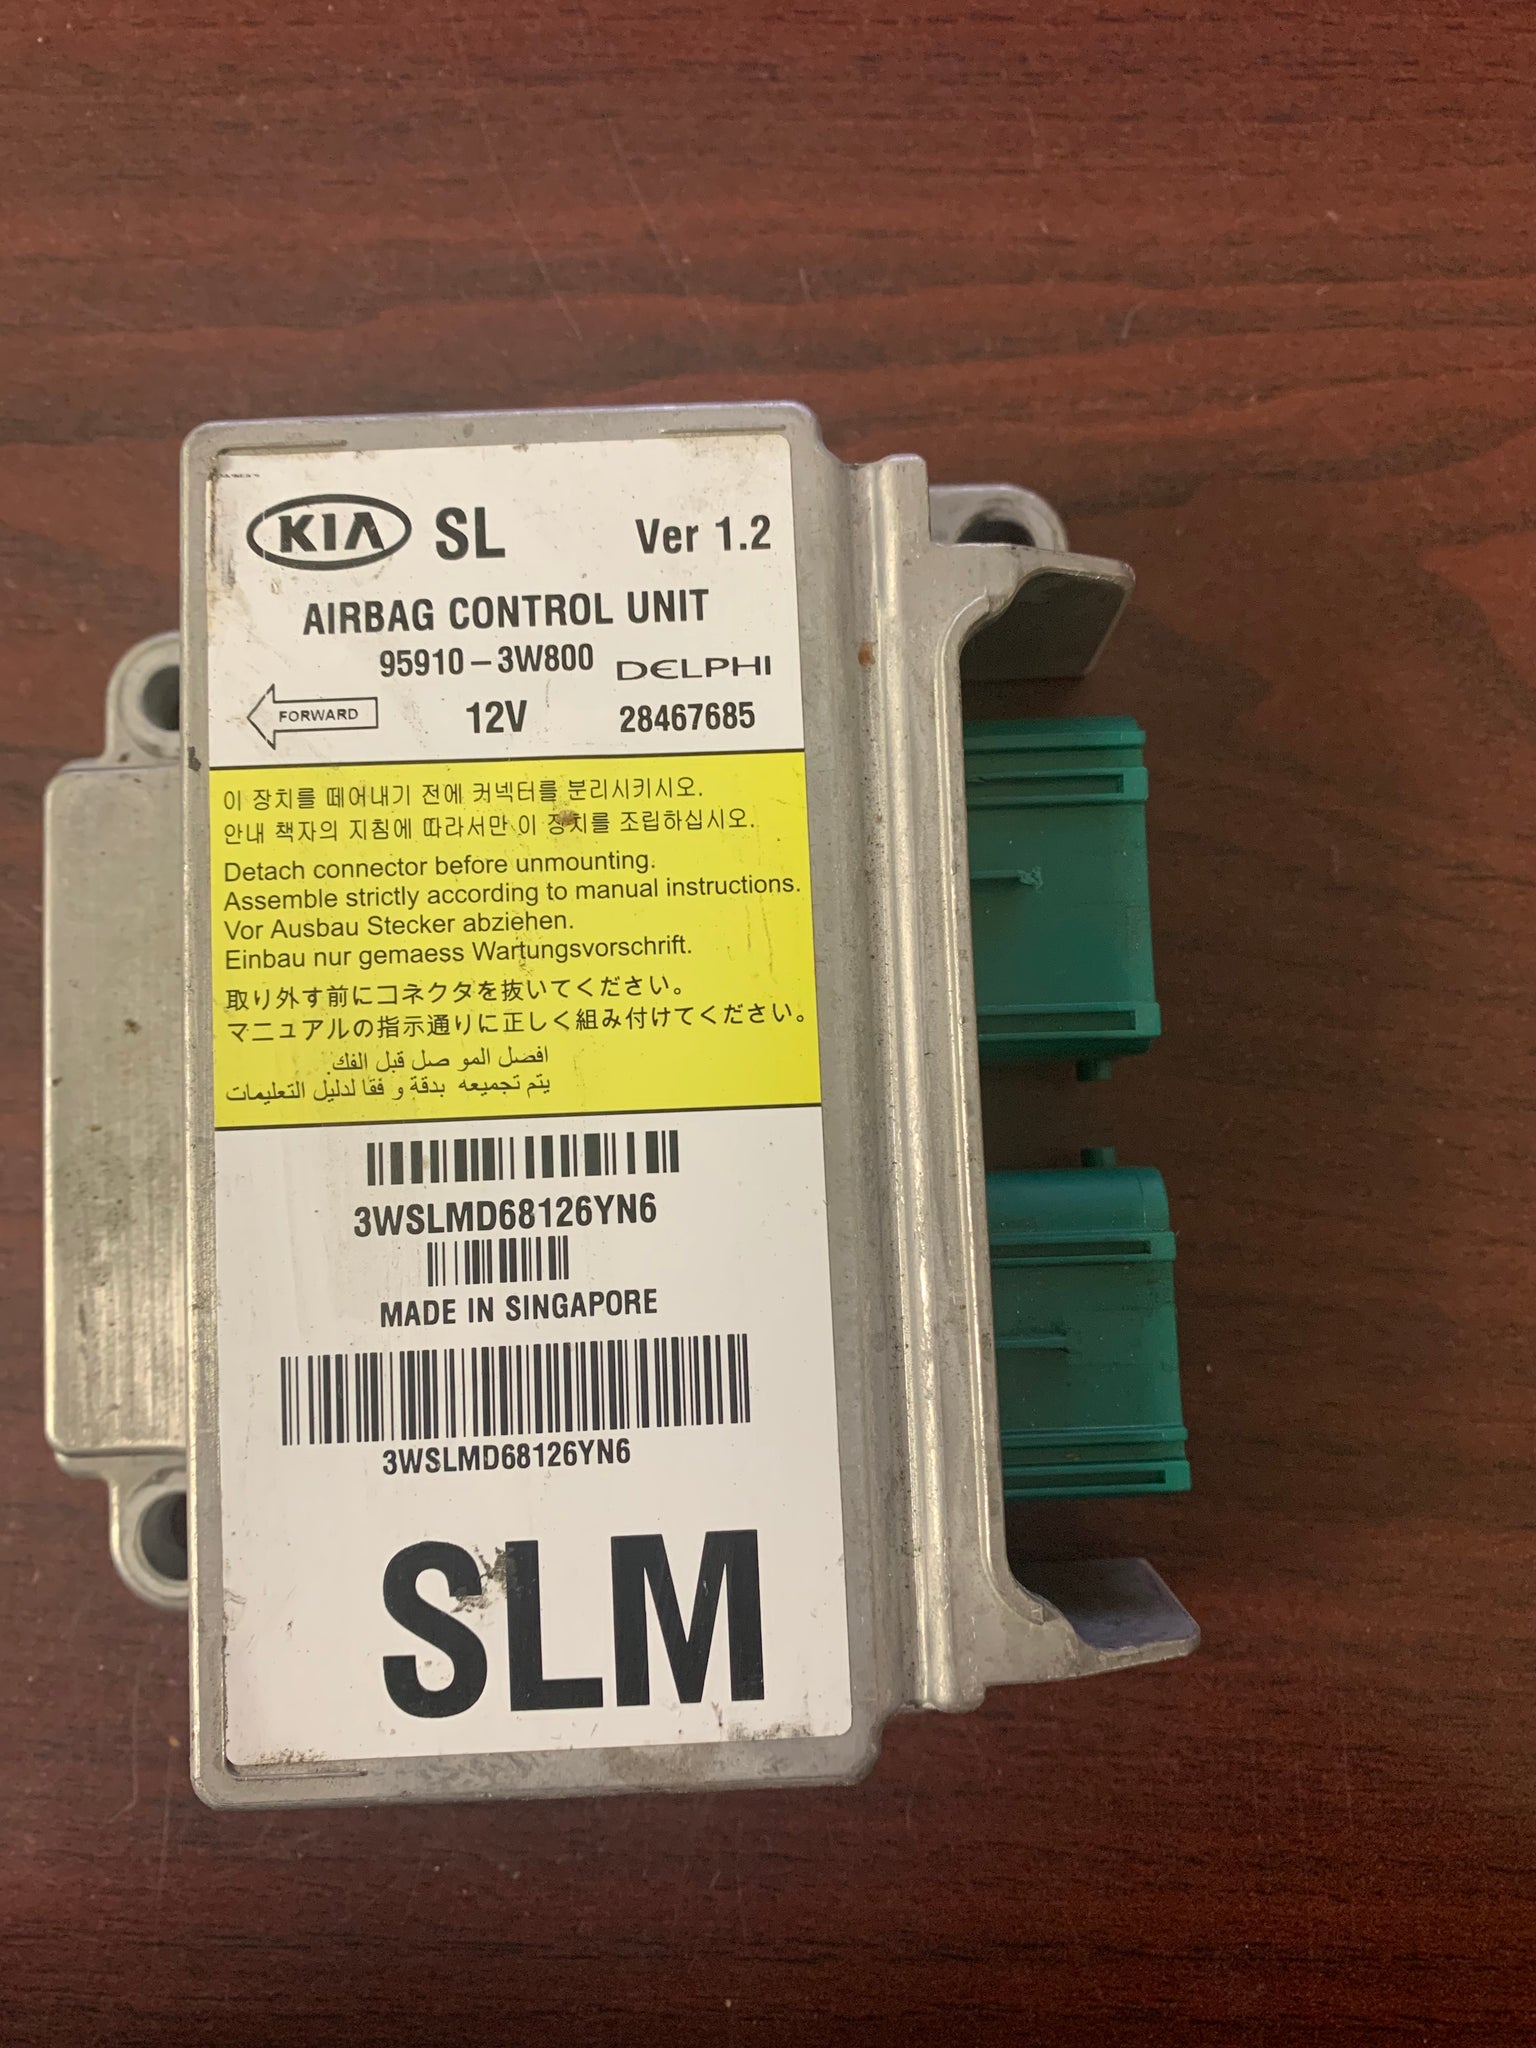 KIA SL Ver 1.2
AIRBAG CONTROL UNIT
95910-3W800 DELPHI
FORWARD 12V 28467685
이 장치를 떼어내기 전에 커넥터를 분리시키시오.
안내 책자의 지침에 따라서만 이 장치를 조립하십시오.
Detach connector before unmounting.
Assemble strictly according to manual instructions.
Vor Ausbau Stecker abziehen.
Einbau nur gemaess Wartungsvorschrift.
取り外す前にコネクタを抜いてください。
マニュアルの指示通りに正しく組み付けてください。
افصل المو صل قبل الفك.
يتم تجميعه بدقة و فقا لدليل التعليمات
3WSLMD68126YN6
MADE IN SINGAPORE
3WSLMD68126YN6
SLM